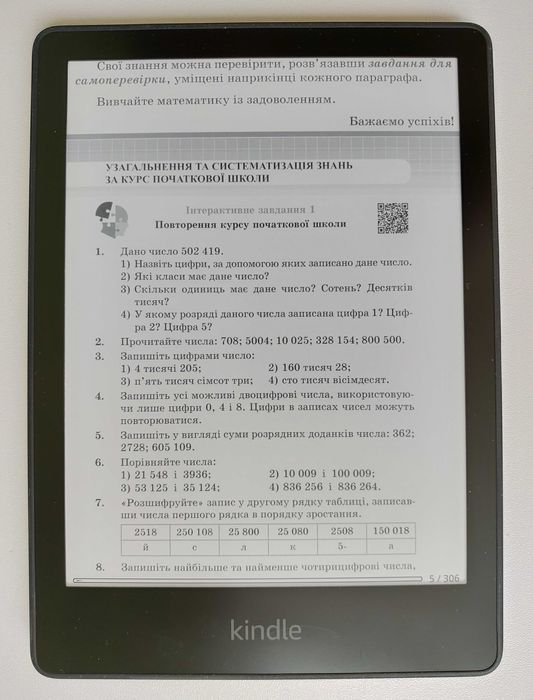 Свої знання можна перевірити, розв’язавши завдання для
самоперевірки, уміщені наприкінці кожного параграфа.
Вивчайте математику із задоволенням.
Бажаємо успіхів!
УЗАГАЛЬНЕННЯ ТА СИСТЕМАТИЗАЦІЯ ЗНАНЬ
ЗА КУРС ПОЧАТКОВОЇ ШКОЛИ
Інтерактивне завдання 1
Повторення курсу початкової школи
1. Дано число 502 419.
1) Назвіть цифри, за допомогою яких записано дане число.
2) Які класи має дане число?
3) Скільки одиниць має дане число? Сотень? Десятків
тисяч?
4) У якому розряді даного числа записана цифра 1? Циф-
ра 2? Цифра 5?
2. Прочитайте числа: 708; 5004; 10 025; 328 154; 800 500.
3. Запишіть цифрами число:
1) 4 тисячі 205; 2) 160 тисяч 28;
3) п’ять тисяч сімсот три; 4) сто тисяч вісімдесят.
4. Запишіть усі можливі двоцифрові числа, використовую-
чи лише цифри 0, 4 і 8. Цифри в записах чисел можуть
повторюватися.
5. Запишіть у вигляді суми розрядних доданків числа: 362;
2728; 605 109.
6. Порівняйте числа:
1) 21 548 і 3936; 2) 10 009 і 100 009;
3) 53 125 і 35 124; 4) 836 256 і 836 264.
7. «Розшифруйте» запис у другому рядку таблиці, записав-
ши числа першого рядка в порядку зростання.
2518 250 108 25 800 25 080 2508 150 018
й с л к 5- а
8. Запишіть найбільше та найменше чотирицифрові числа,
5 / 306
kindle